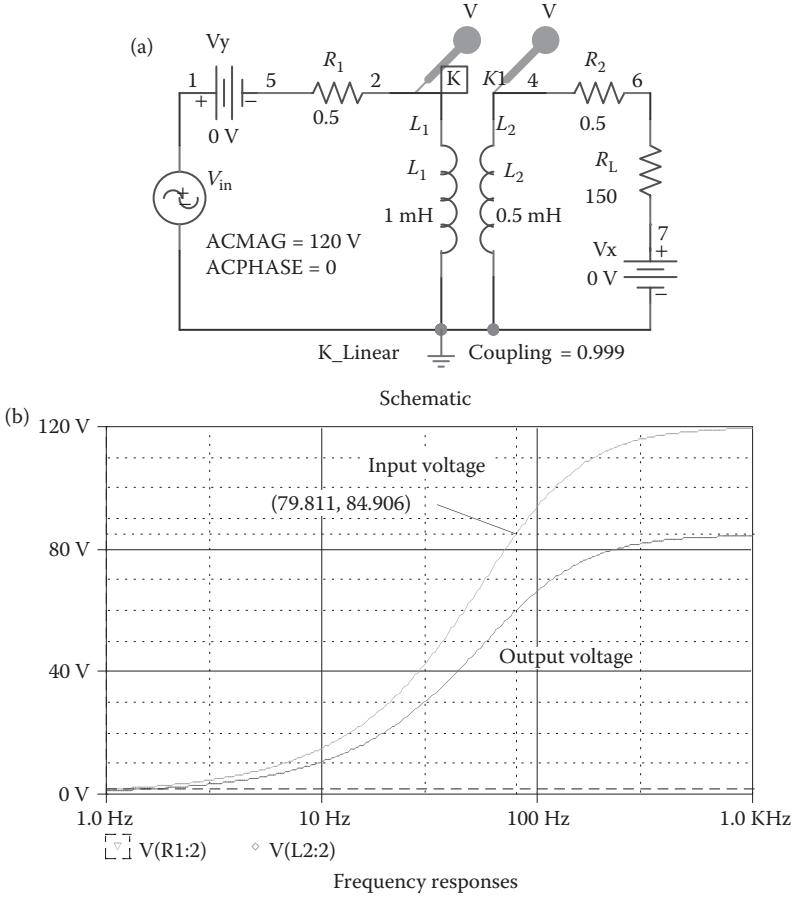 (a)
V
V
Vy
1
+
−
5
0 V
R1
0.5
2
K
K1
4
R2
0.5
6
L1
L2
L1
L2
1 mH
0.5 mH
RL
150
Vin
+
−
ACMAG = 120 V
ACPHASE = 0
7
+
Vx
0 V
−
K_Linear
Coupling = 0.999
Schematic
(b)
120 V
80 V
40 V
0 V
Input voltage
(79.811, 84.906)
Output voltage
1.0 Hz
10 Hz
100 Hz
1.0 KHz
V(R1:2)
V(L2:2)
Frequency responses